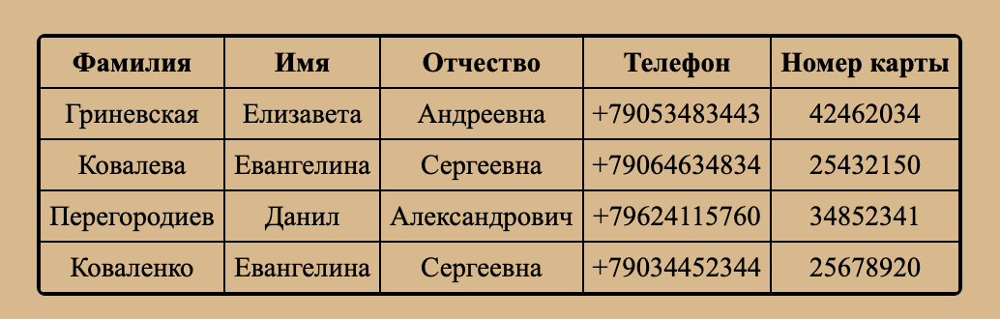 Фамилия Имя Отчество Телефон Номер карты
Гриневская Елизавета Андреевна +79053483443 42462034
Ковалева Евангелина Сергеевна +79064634834 25432150
Перегородиев Данил Александрович +79624115760 34852341
Коваленко Евангелина Сергеевна +79034452344 25678920